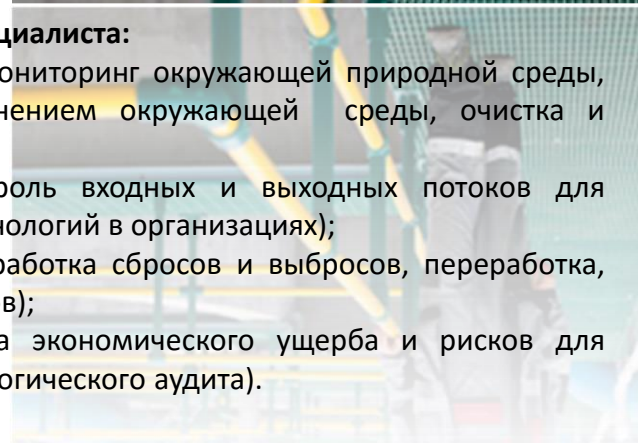 циалиста:
ониторинг окружающей природной среды,
нением окружающей среды, очистка и
роль входных и выходных потоков для
нологий в организациях);
работка сбросов и выбросов, переработка,
ов);
а экономического ущерба и рисков для
огического аудита).